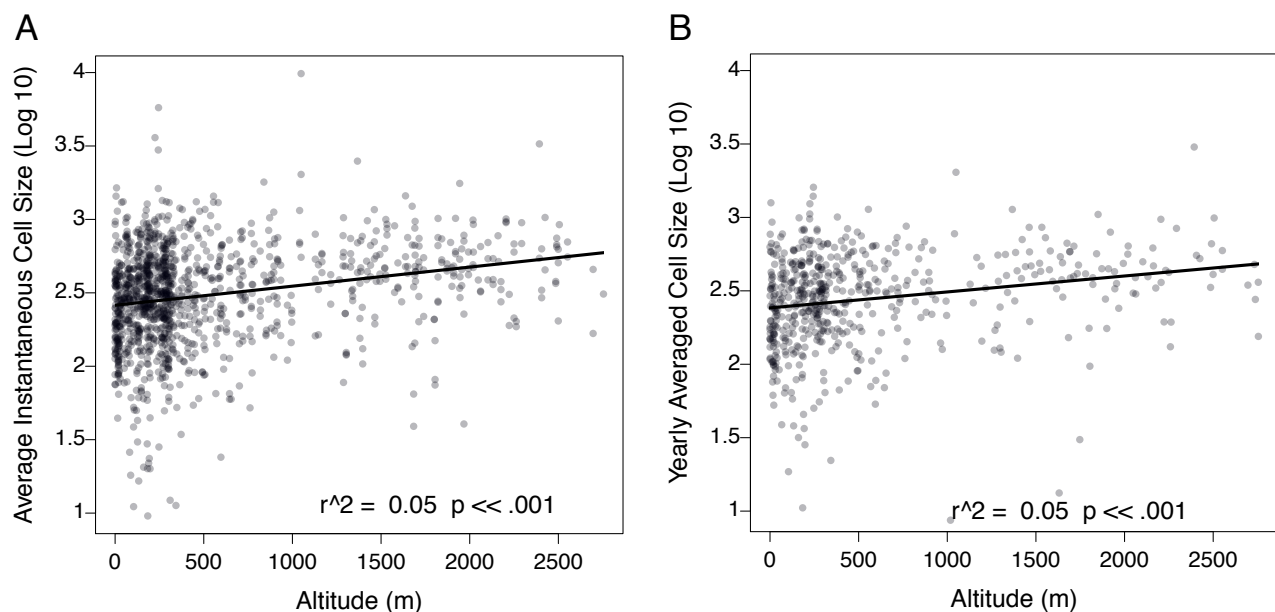 A
Average Instantaneous Cell Size (Log 10)
4
3.5
3
2.5
2
1.5
1
r^2 = 0.05 p << .001
0 500 1000 1500 2000 2500
Altitude (m)
B
Yearly Averaged Cell Size (Log 10)
4
3.5
3
2.5
2
1.5
1
r^2 = 0.05 p << .001
0 500 1000 1500 2000 2500
Altitude (m)